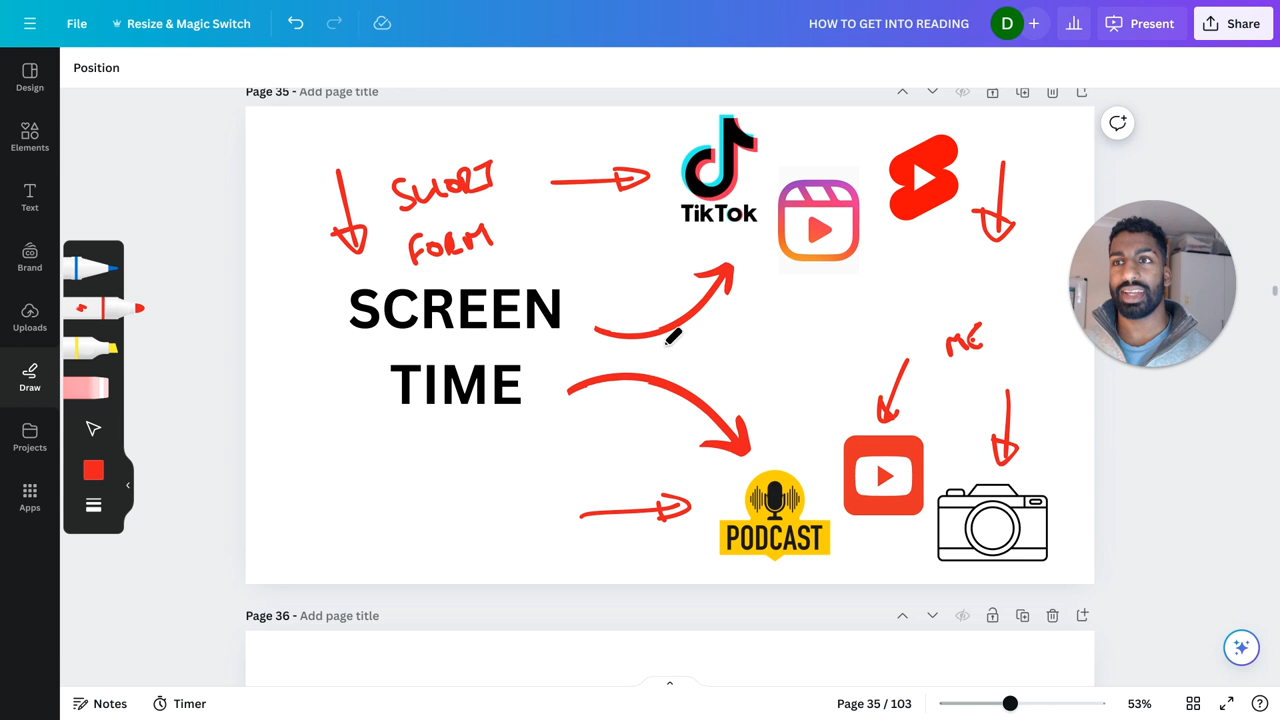 File
Resize & Magic Switch
HOW TO GET INTO READING
D
Present
Share
Position
Design
Elements
Text
Brand
Uploads
Draw
Projects
Apps
Page 35 - Add page title
SHORT
FORM
SCREEN
TIME
TikTok
ME
PODCAST
Page 36 - Add page title
Notes
Timer
Page 35 / 103
53%